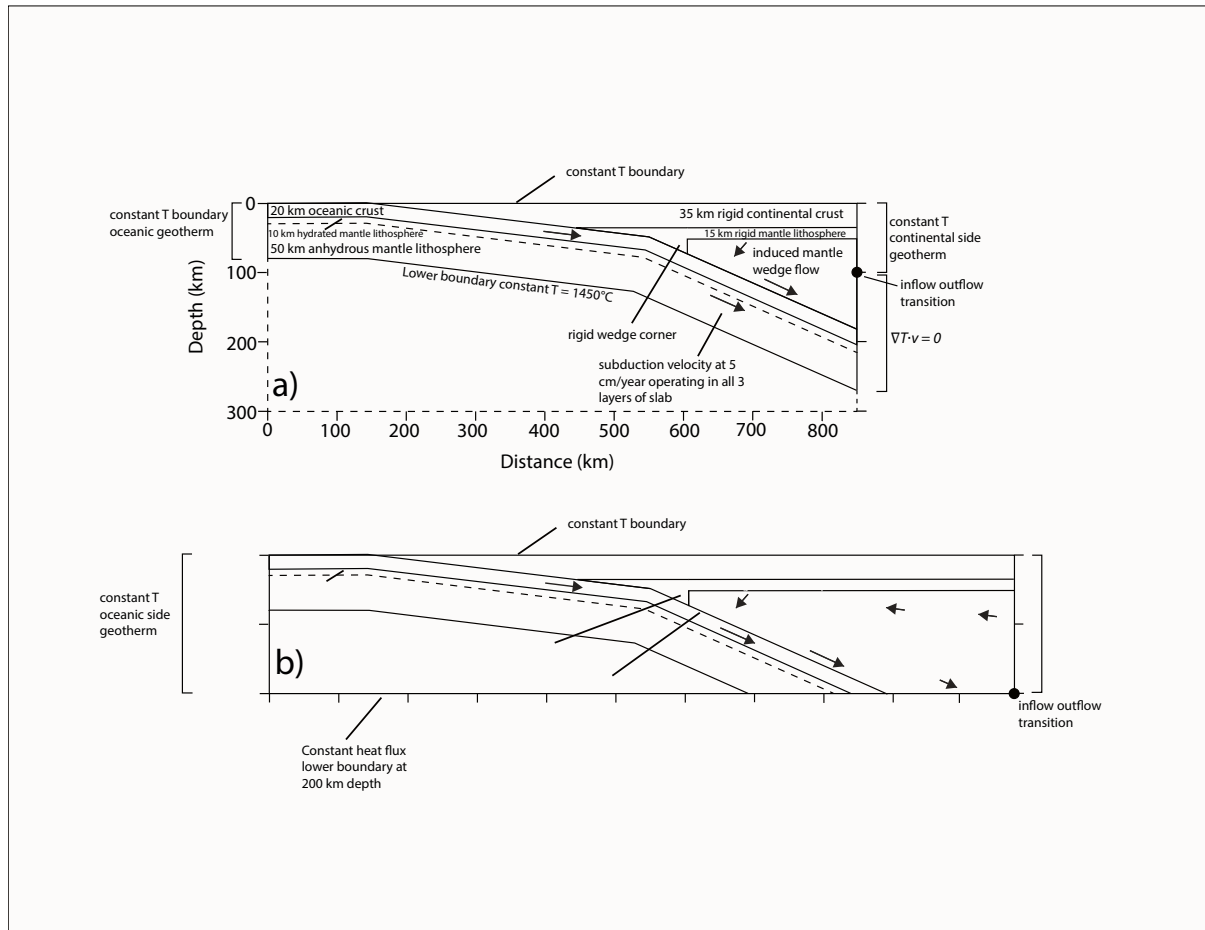 constant T boundary
constant T boundary
oceanic geotherm
0
20 km oceanic crust
35 km rigid continental crust
10 km hydrated mantle lithosphere
15 km rigid mantle lithosphere
constant T
continental side
geotherm
50 km anhydrous mantle lithosphere
induced mantle
wedge flow
100
Lower boundary constant T = 1450°C
inflow outflow
transition
Depth (km)
rigid wedge corner
200
∇T·v = 0
subduction velocity at 5
cm/year operating in all 3
layers of slab
a)
300
0 100 200 300 400 500 600 700 800
Distance (km)
constant T boundary
constant T
oceanic side
geotherm
b)
inflow outflow
transition
Constant heat flux
lower boundary at
200 km depth